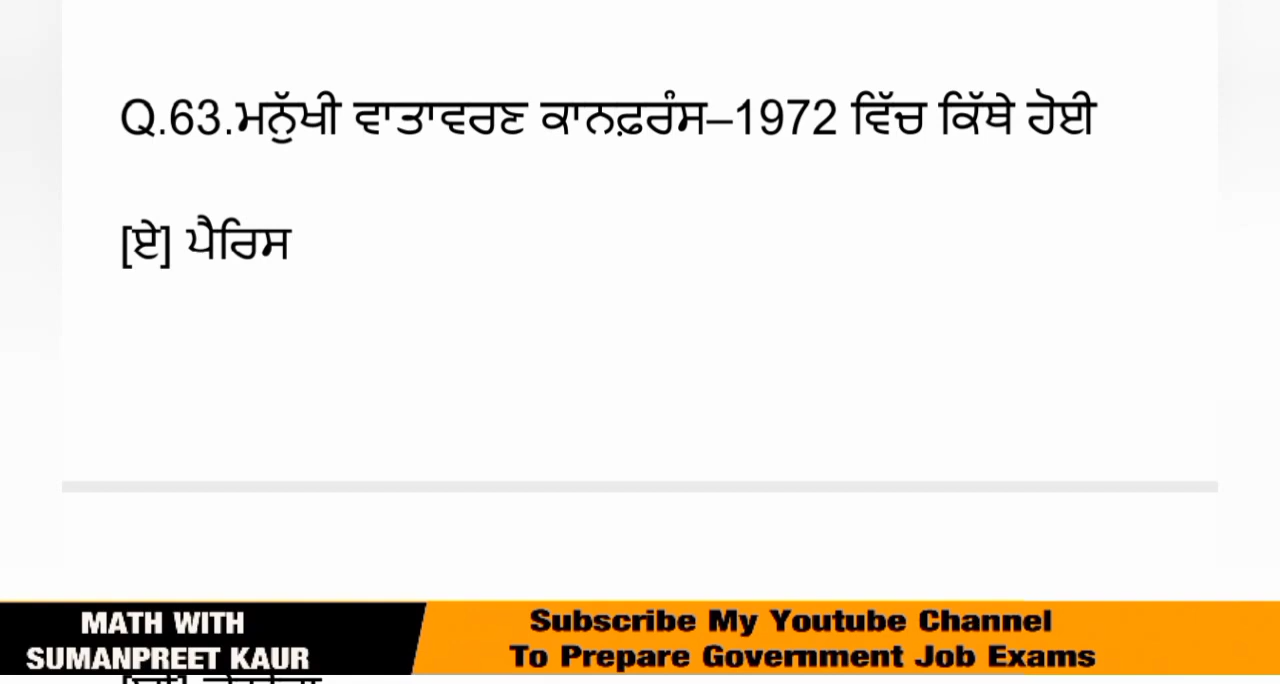 Q.63.ਮਨੁੱਖੀ ਵਾਤਾਵਰਣ ਕਾਨਫ਼ਰੰਸ–1972 ਵਿੱਚ ਕਿੱਥੇ ਹੋਈ
[ਏ] ਪੈਰਿਸ
MATH WITH
SUMANPREET KAUR
Subscribe My Youtube Channel
To Prepare Government Job Exams